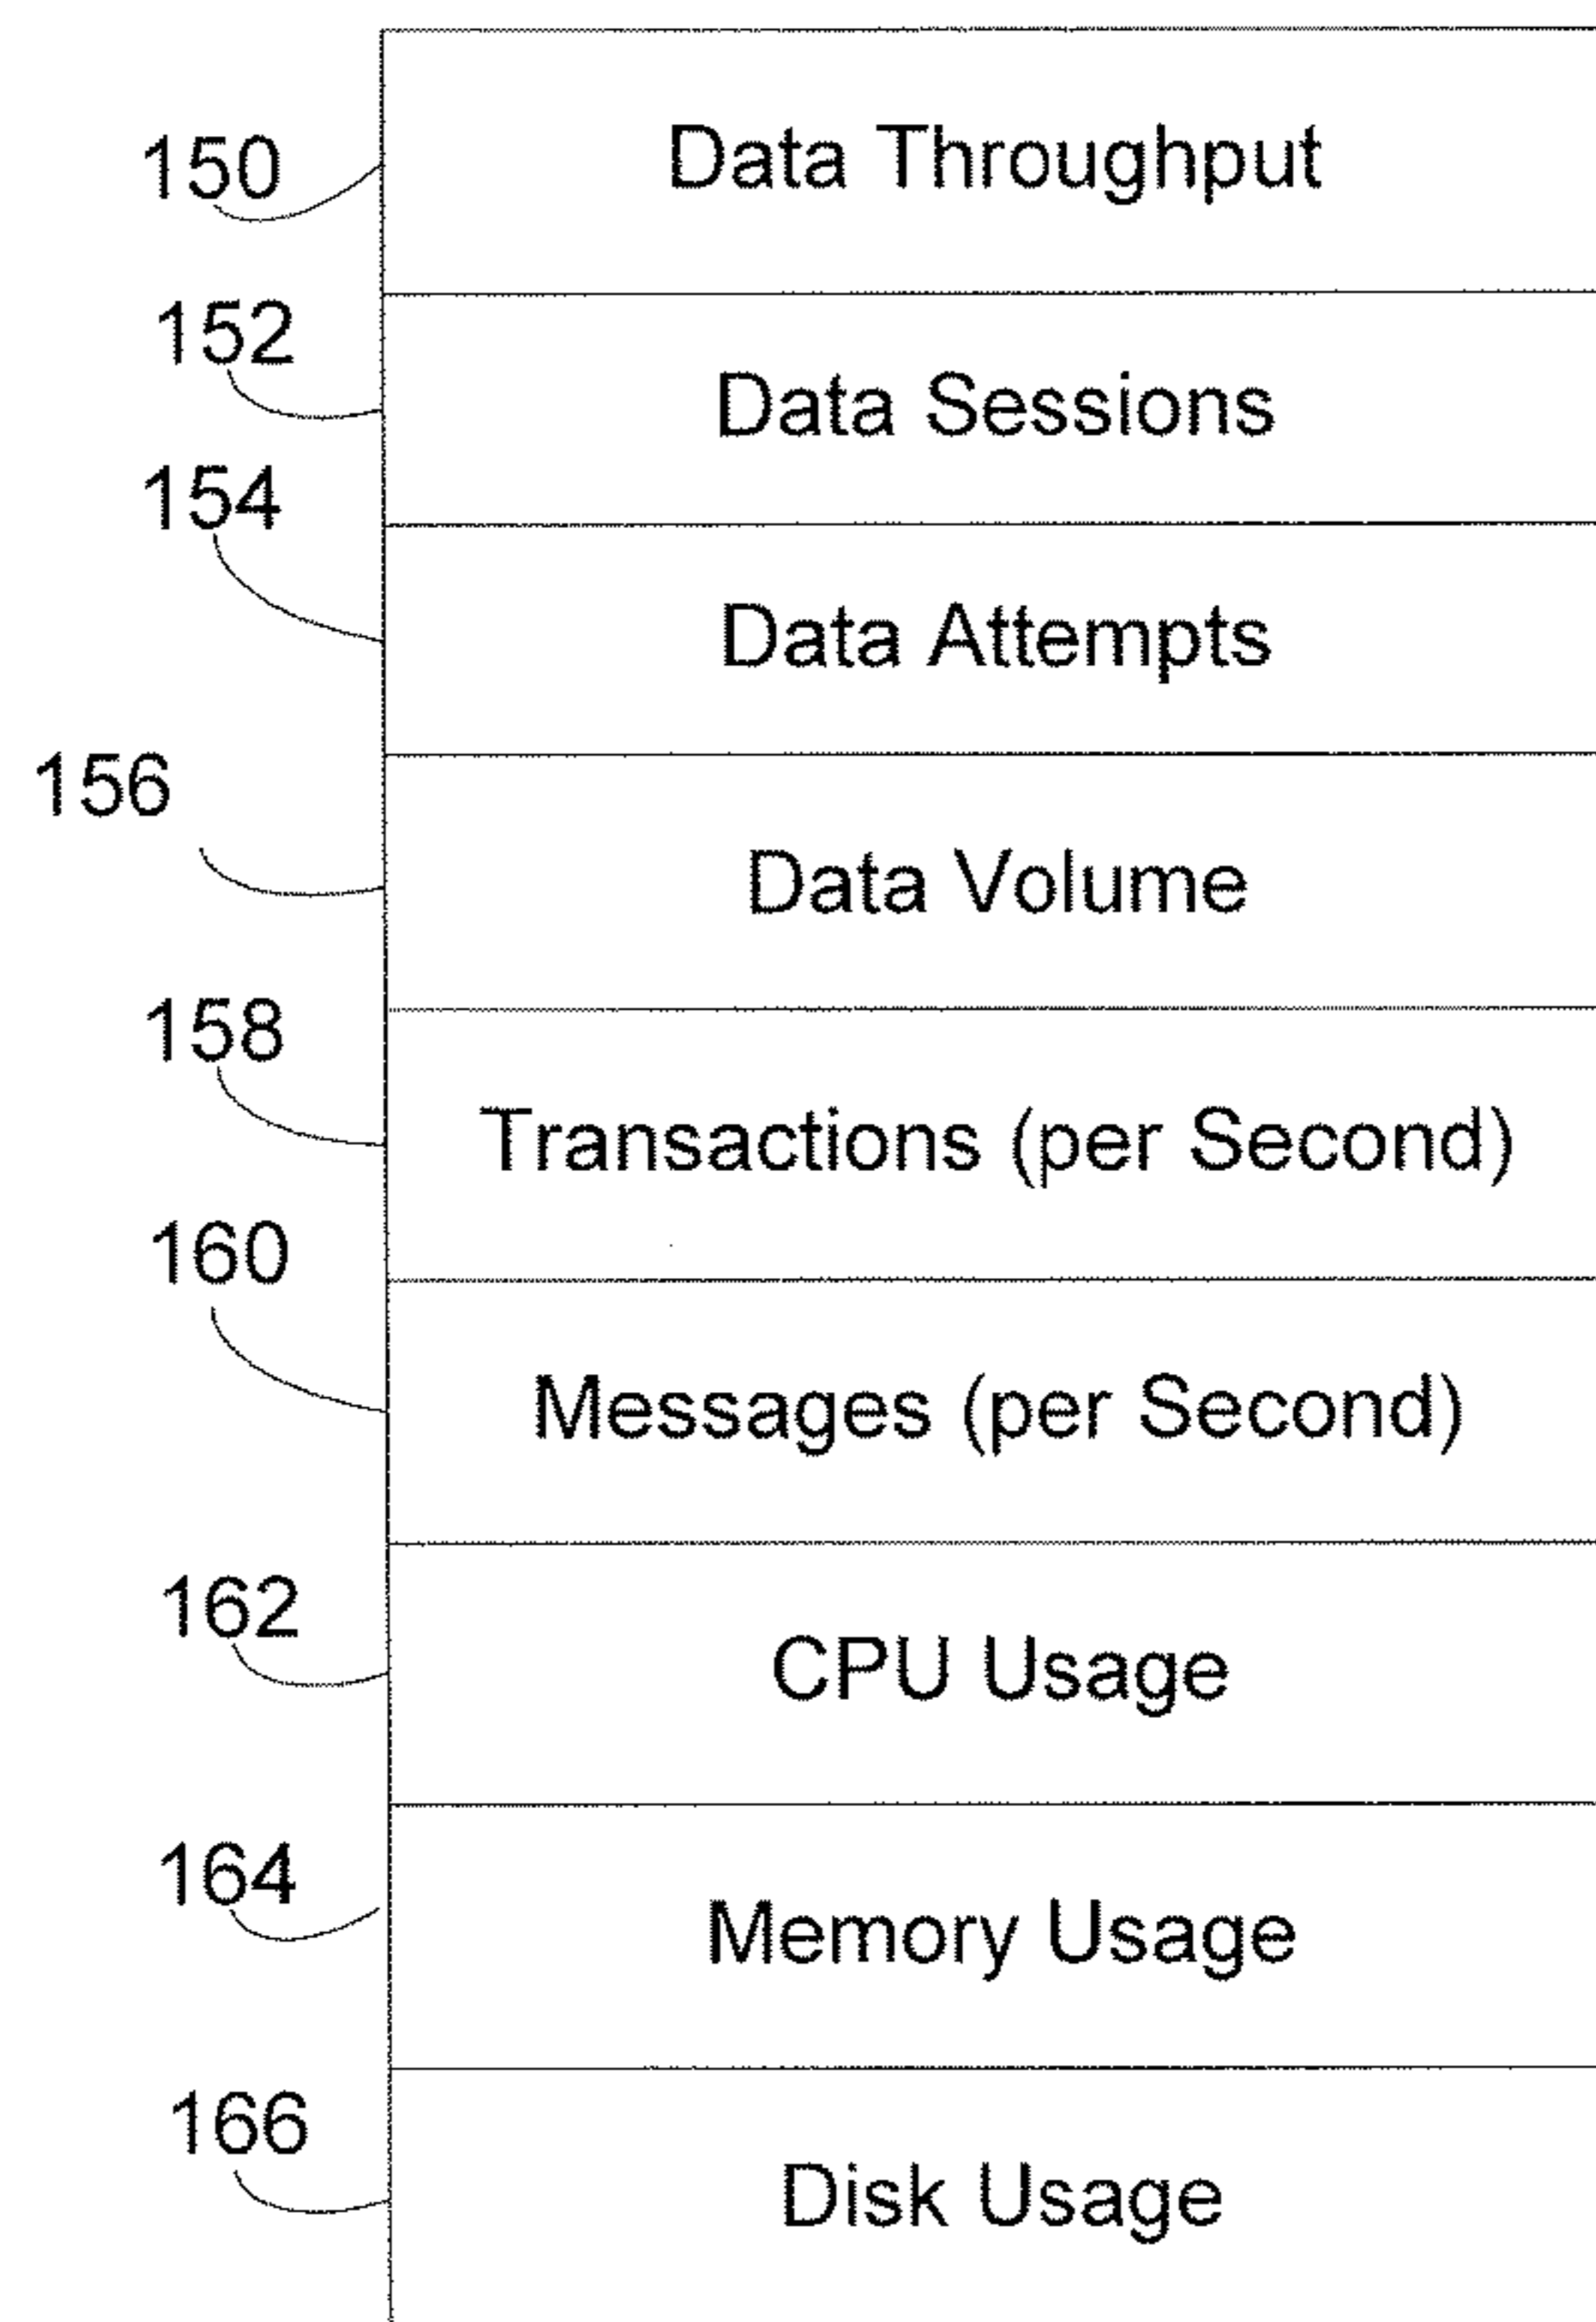 150
Data Throughput
152
Data Sessions
154
Data Attempts
156
Data Volume
158
Transactions (per Second)
160
Messages (per Second)
162
CPU Usage
164
Memory Usage
166
Disk Usage